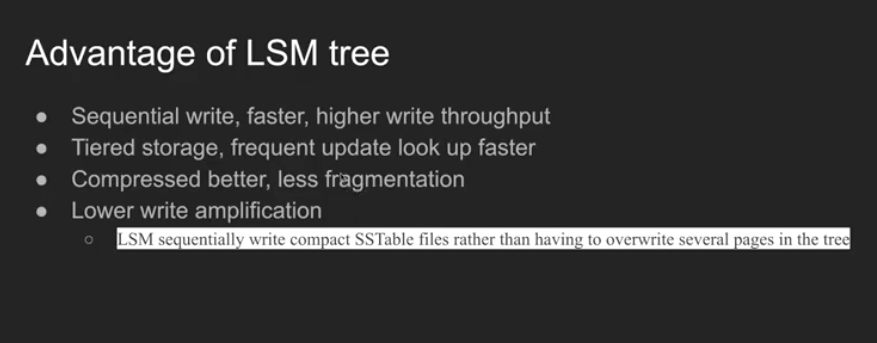 Advantage of LSM tree
● Sequential write, faster, higher write throughput
● Tiered storage, frequent update look up faster
● Compressed better, less fragmentation
● Lower write amplification
○ LSM sequentially write compact SSTable files rather than having to overwrite several pages in the tree